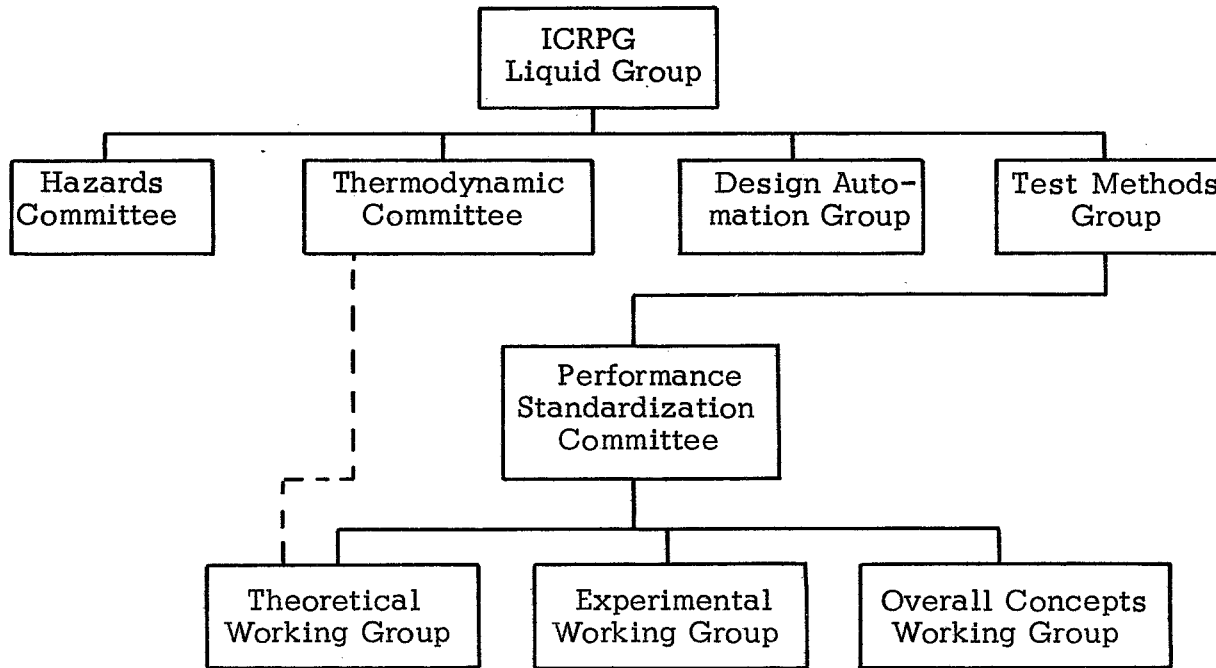 ICRPG
Liquid Group
Hazards
Committee
Thermodynamic
Committee
Design Auto-
mation Group
Test Methods
Group
Performance
Standardization
Committee
Theoretical
Working Group
Experimental
Working Group
Overall Concepts
Working Group